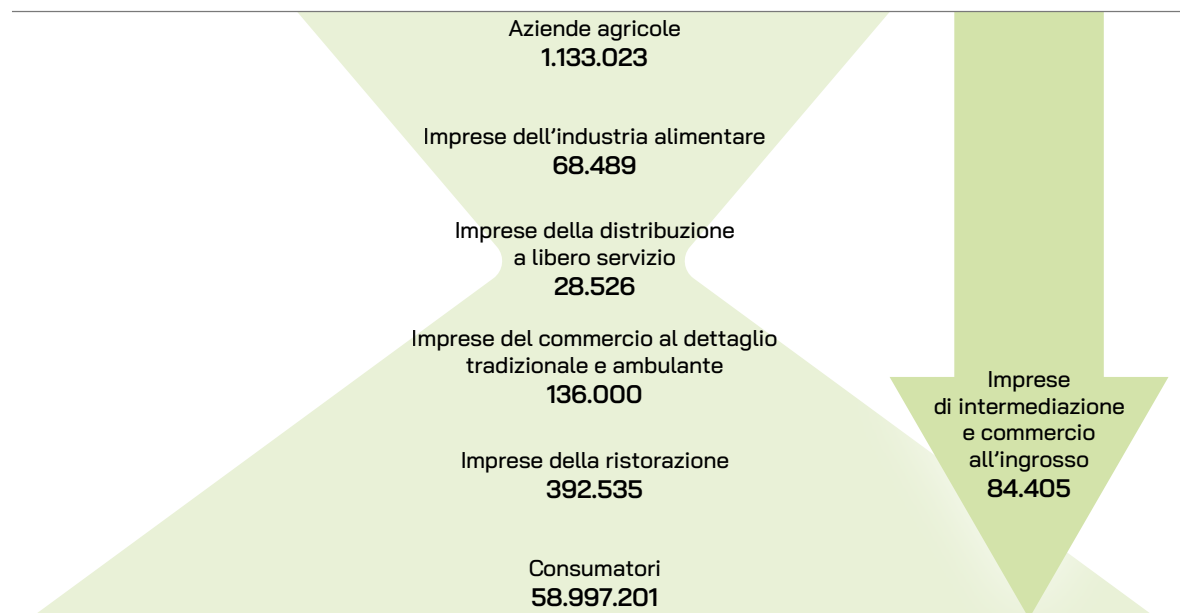 Aziende agricole
1.133.023
Imprese dell'industria alimentare
68.489
Imprese della distribuzione
a libero servizio
28.526
Imprese del commercio al dettaglio
tradizionale e ambulante
136.000
Imprese della ristorazione
392.535
Consumatori
58.997.201
Imprese
di intermediazione
e commercio
all'ingrosso
84.405